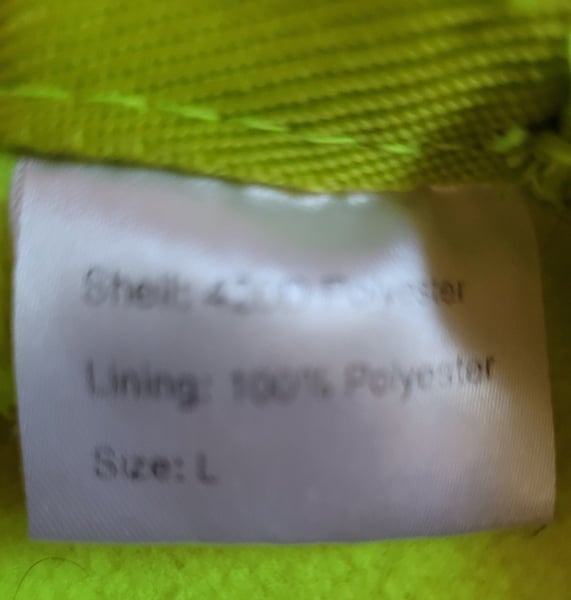 Shell: Polyester
Lining: 100% Polyester
Size: L